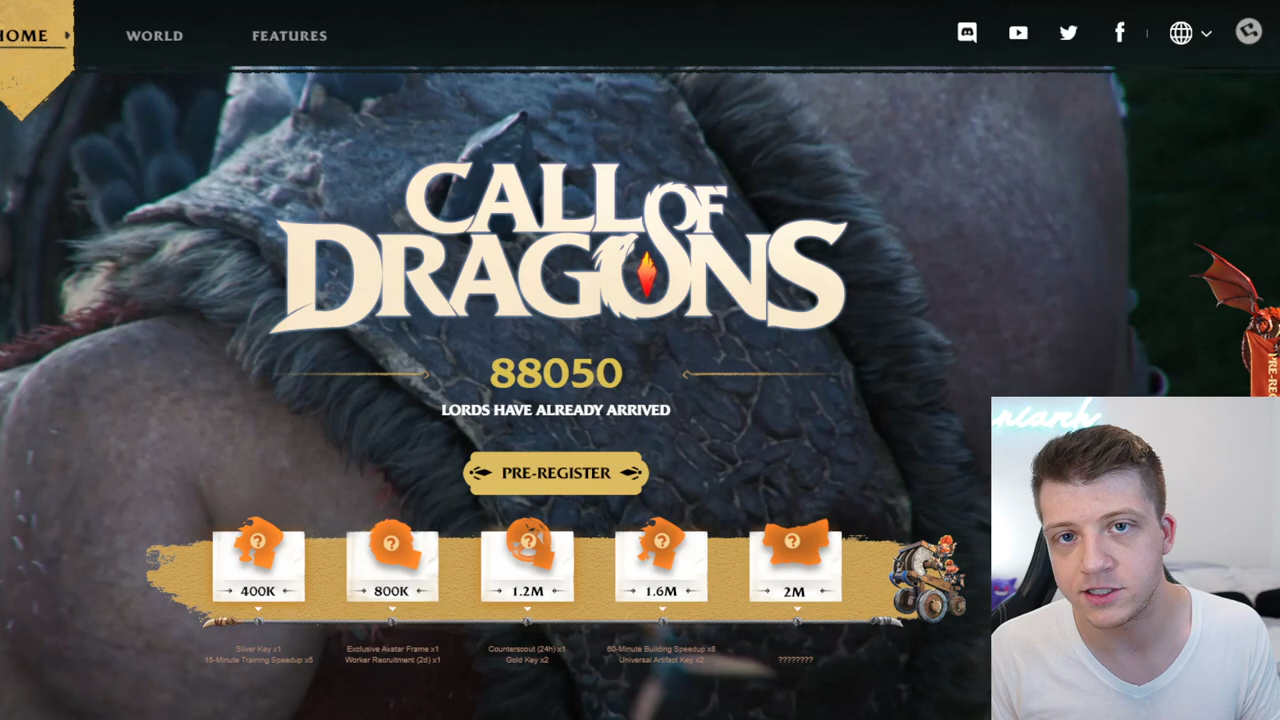 HOME
WORLD
FEATURES
CALL OF
DRAGONS
88050
LORDS HAVE ALREADY ARRIVED
PRE-REGISTER
400K
800K
1.2M
1.6M
2M
Silver Key x1
15-Minute Training Speedup x5
Exclusive Avatar Frame x1
Worker Recruitment (2d) x1
Counterscout (24h) x1
Gold Key x2
60-Minute Building Speedup x8
Universal Artifact Key x2
????????
PRE-REG